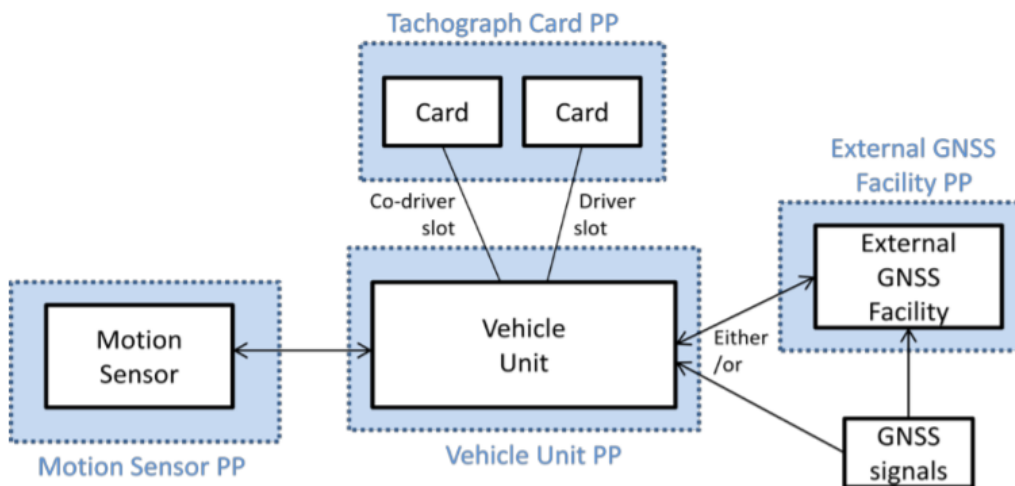 Tachograph Card PP
Card
Card
Co-driver
slot
Driver
slot
External GNSS
Facility PP
External
GNSS
Facility
Motion
Sensor
Vehicle
Unit
Either
/or
GNSS
signals
Motion Sensor PP
Vehicle Unit PP